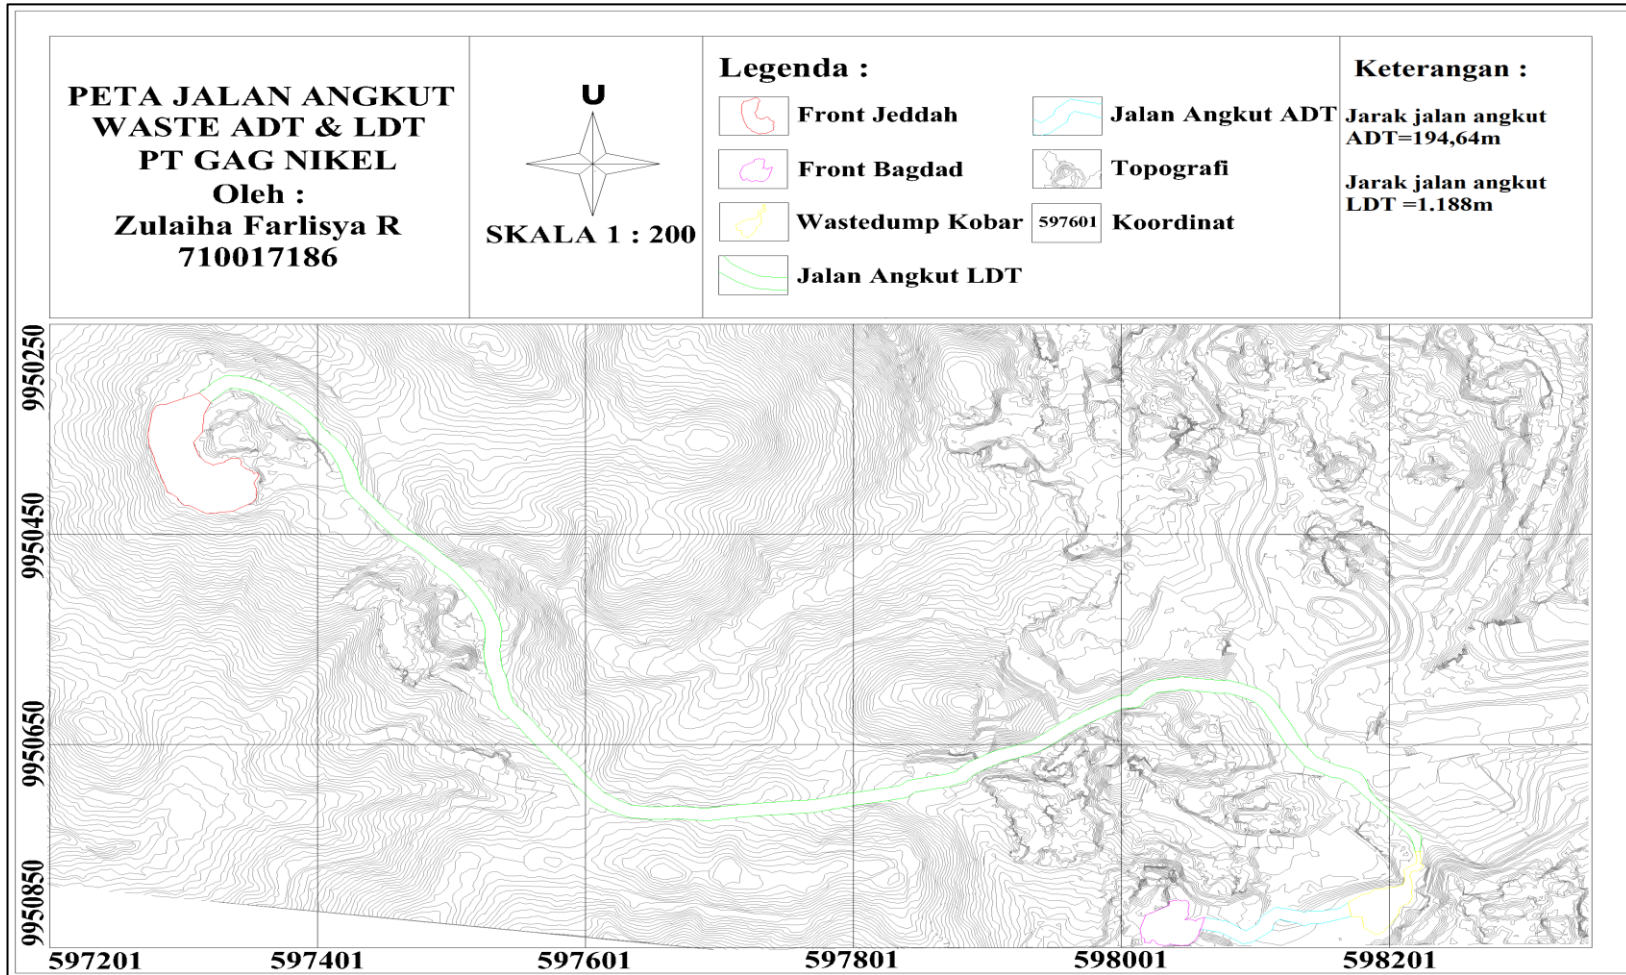 PETA JALAN ANGKUT
WASTE ADT & LDT
PT GAG NIKEL
Oleh :
Zulaiha Farlisya R
710017186
U
SKALA 1 : 200
Legenda :
Front Jeddah
Front Bagdad
Wastedump Kobar
Jalan Angkut LDT
Jalan Angkut ADT
Topografi
597601 Koordinat
Keterangan :
Jarak jalan angkut
ADT=194,64m
Jarak jalan angkut
LDT =1.188m
9950250
9950450
9950650
9950850
597201
597401
597601
597801
598001
598201